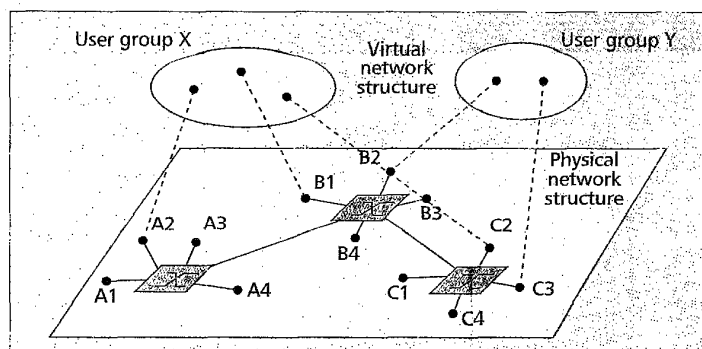 User group X
Virtual
network
structure
User group Y
Physical
network
structure
B1
B2
B3
B4
A2
A3
A1
A4
C2
C1
C3
C4